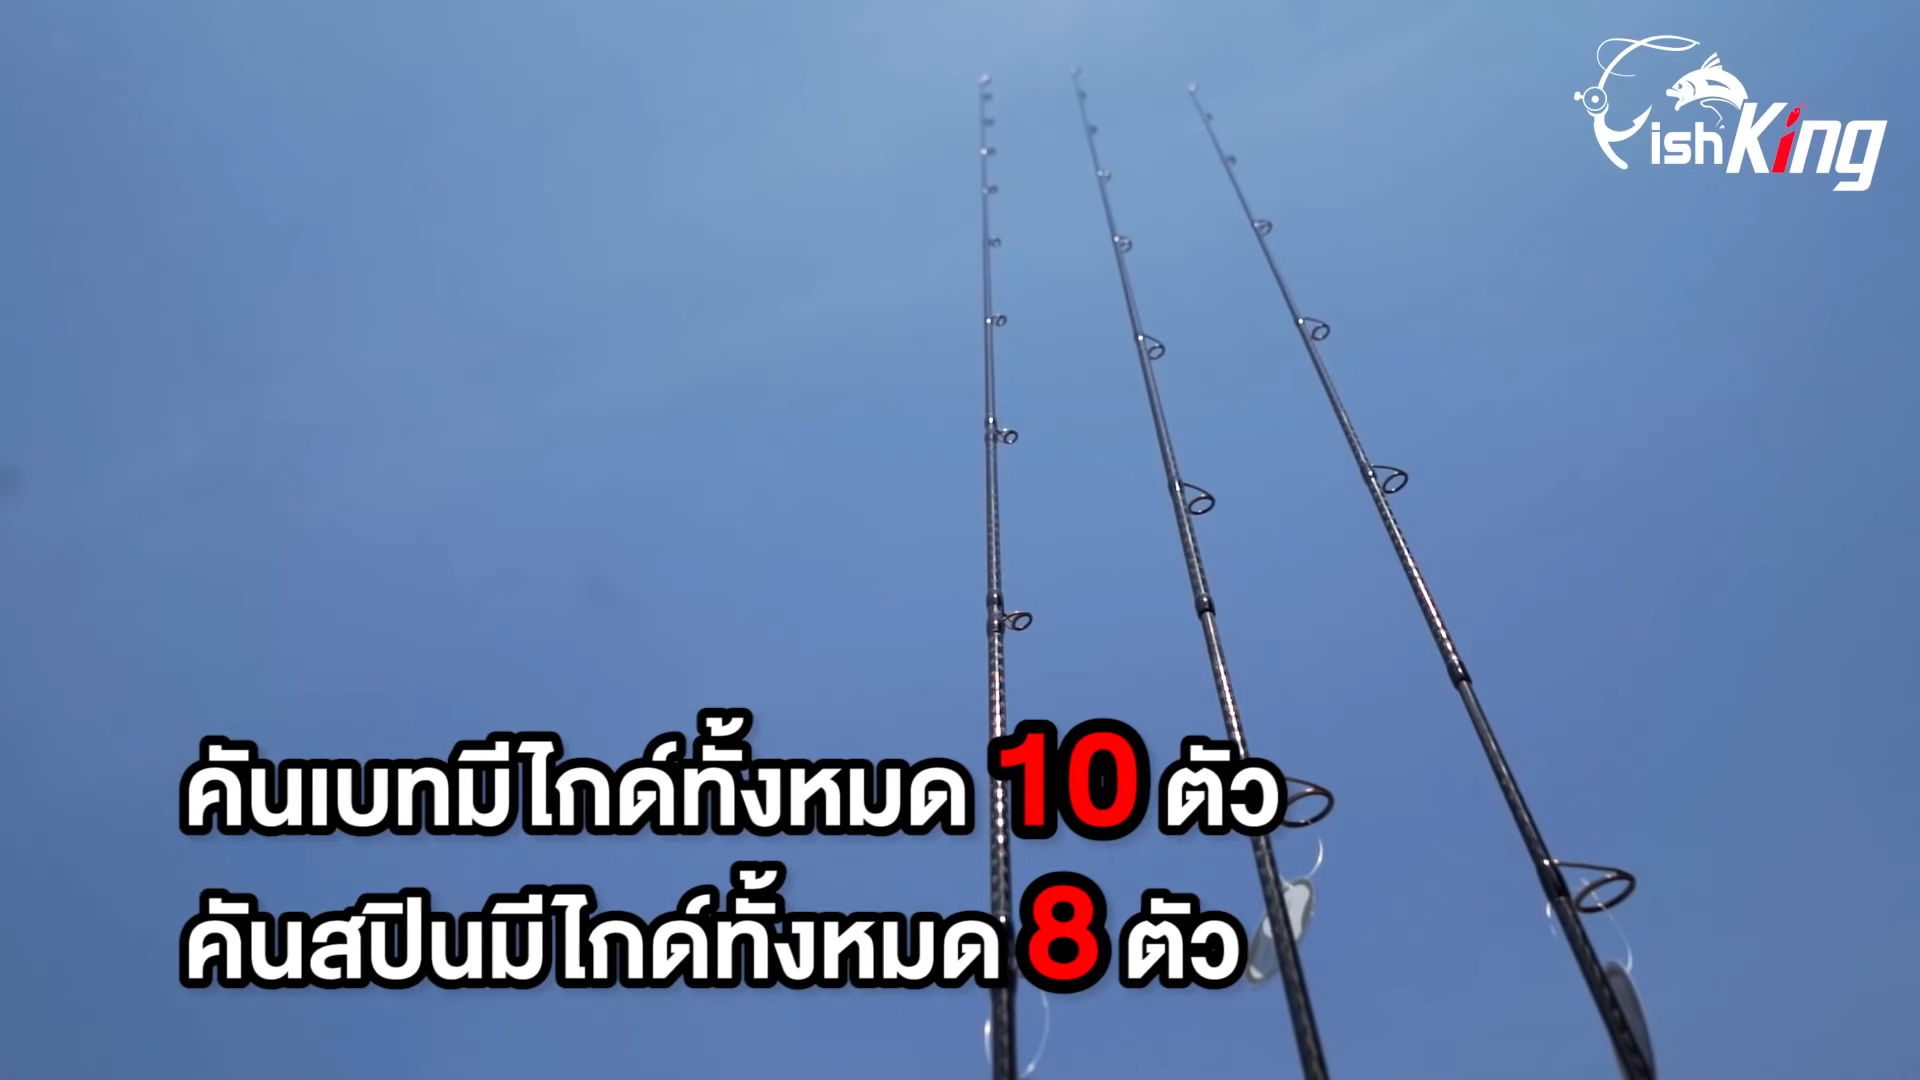 FishKing
คันเบทมีไกด์ทั้งหมด 10 ตัว
คันสปินมีไกด์ทั้งหมด 8 ตัว